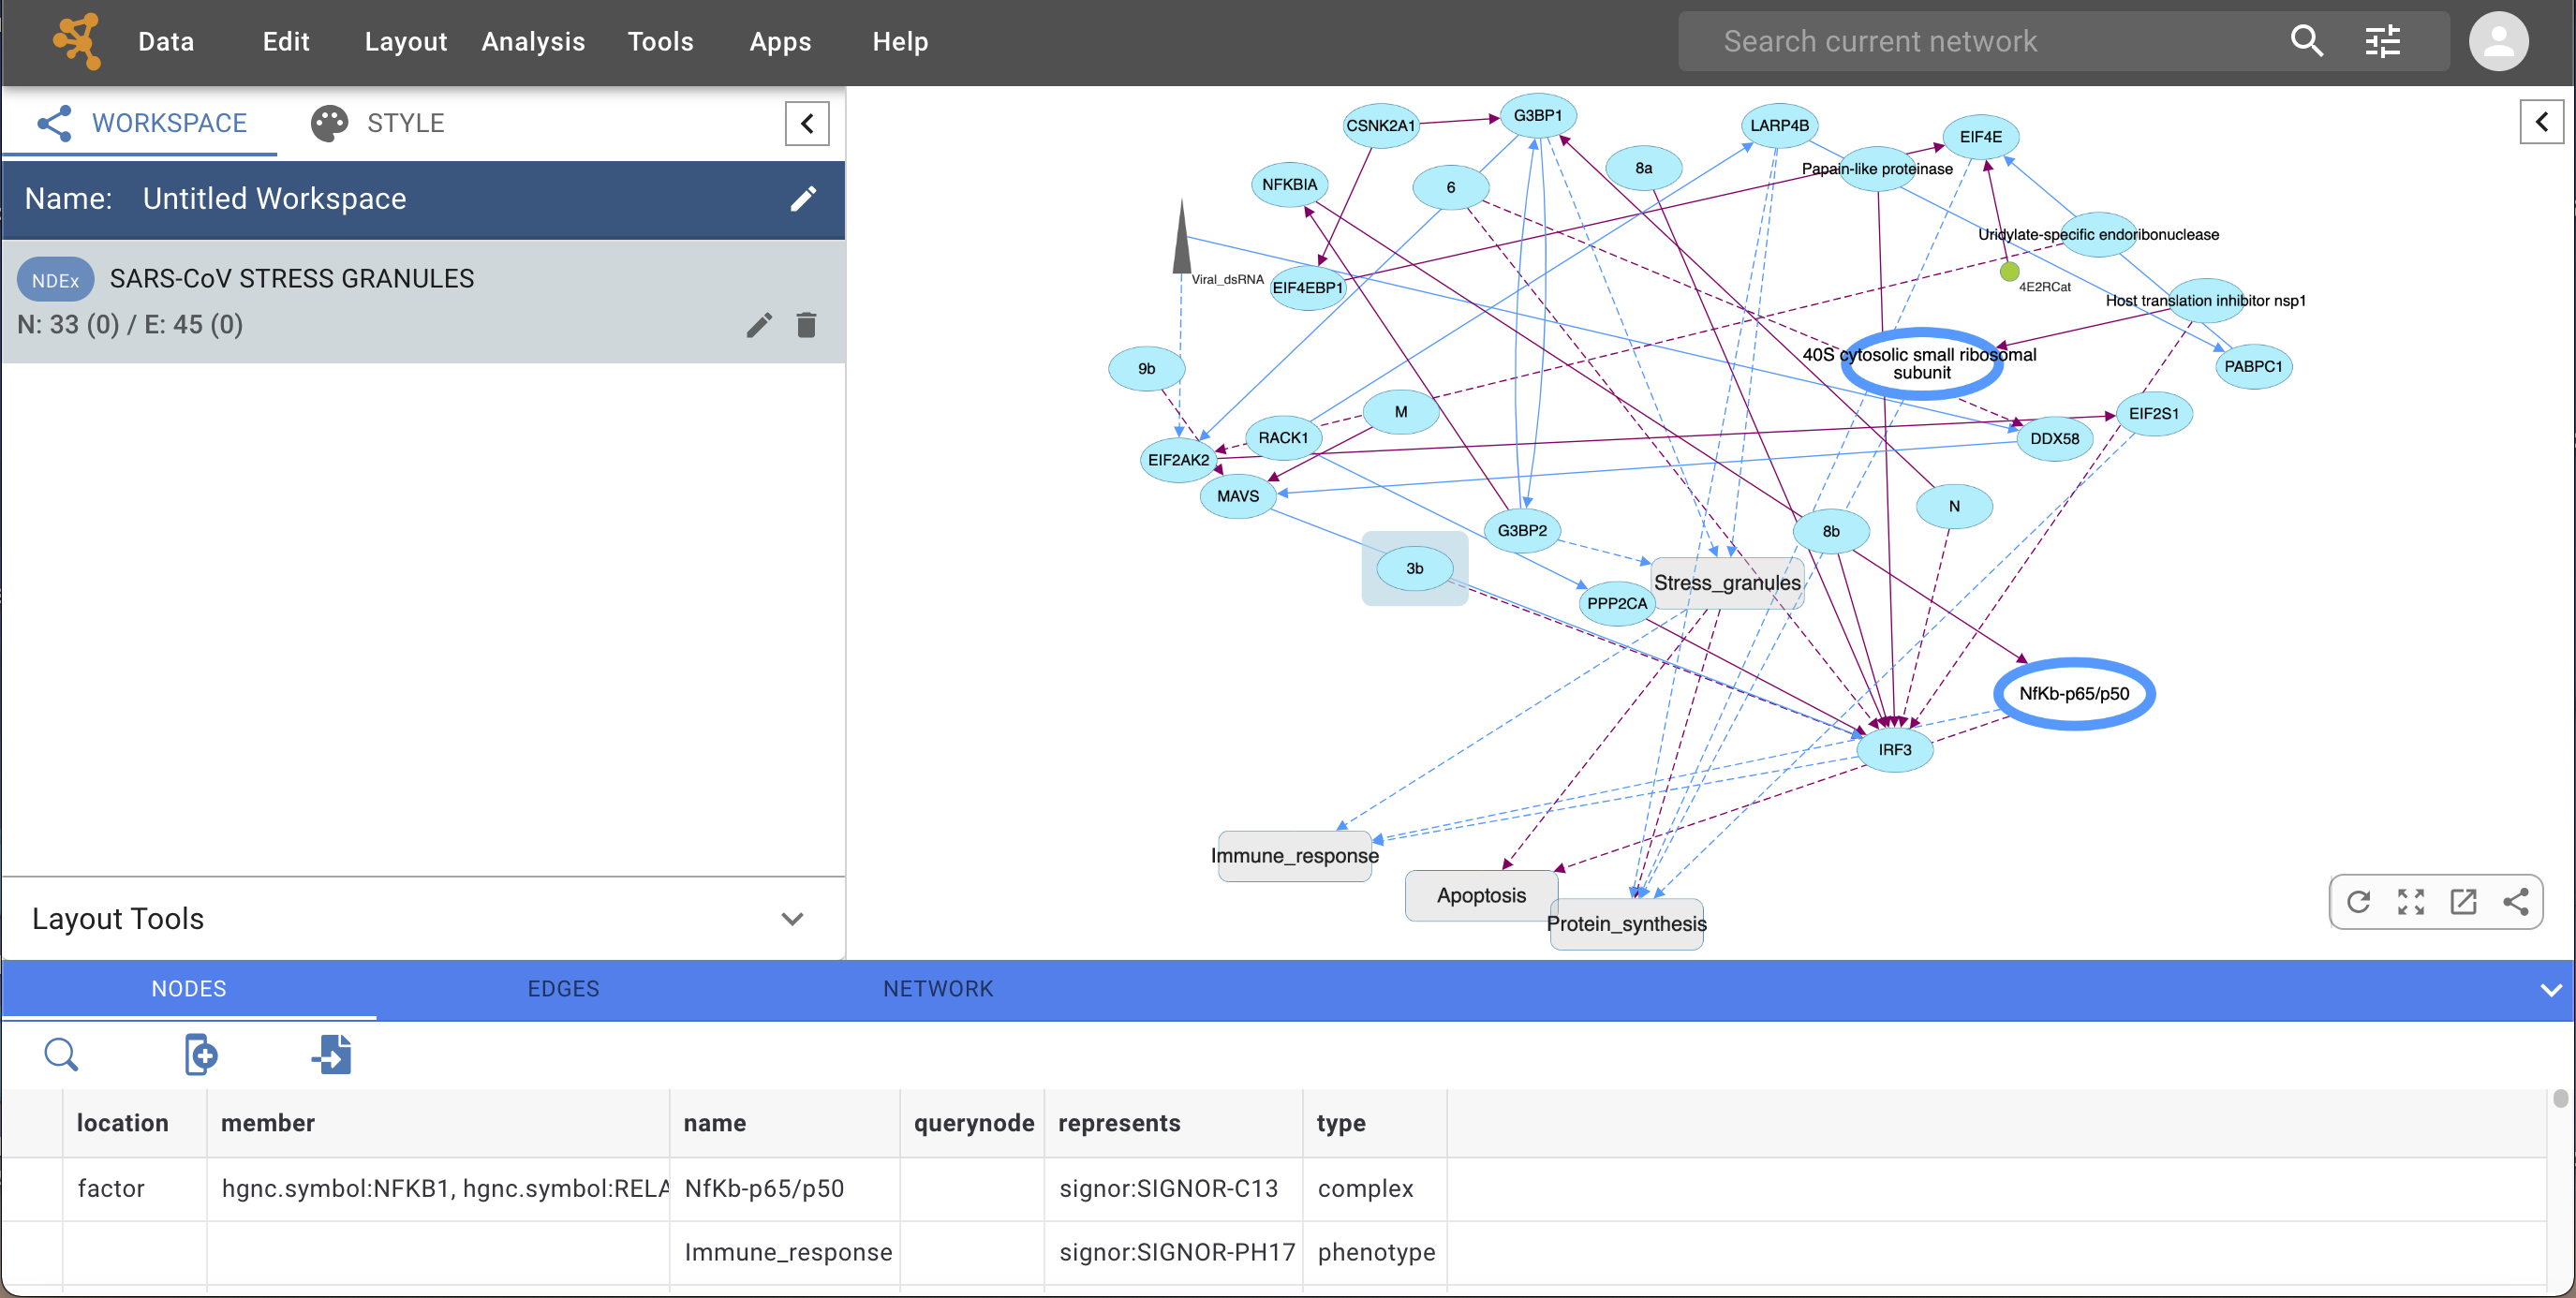 Data Edit Layout Analysis Tools Apps Help Search current network
WORKSPACE STYLE
Name: Untitled Workspace
NDEx SARS-CoV STRESS GRANULES
N: 33 (0) / E: 45 (0)
Layout Tools
CSNK2A1
G3BP1
LARP4B
EIF4E
NFKBIA
6
8a
Papain-like proteinase
Uridylate-specific endoribonuclease
Viral_dsRNA
EIF4EBP1
4E2RCat
Host translation inhibitor nsp1
40S cytosolic small ribosomal
subunit
9b
PABPC1
M
EIF2S1
RACK1
DDX58
EIF2AK2
MAVS
N
G3BP2
8b
3b
Stress_granules
PPP2CA
NfKb-p65/p50
IRF3
Immune_response
Apoptosis
Protein_synthesis
NODES EDGES NETWORK
location member name querynode represents type
factor hgnc.symbol:NFKB1, hgnc.symbol:RELA NfKb-p65/p50 signor:SIGNOR-C13 complex
Immune_response signor:SIGNOR-PH17 phenotype